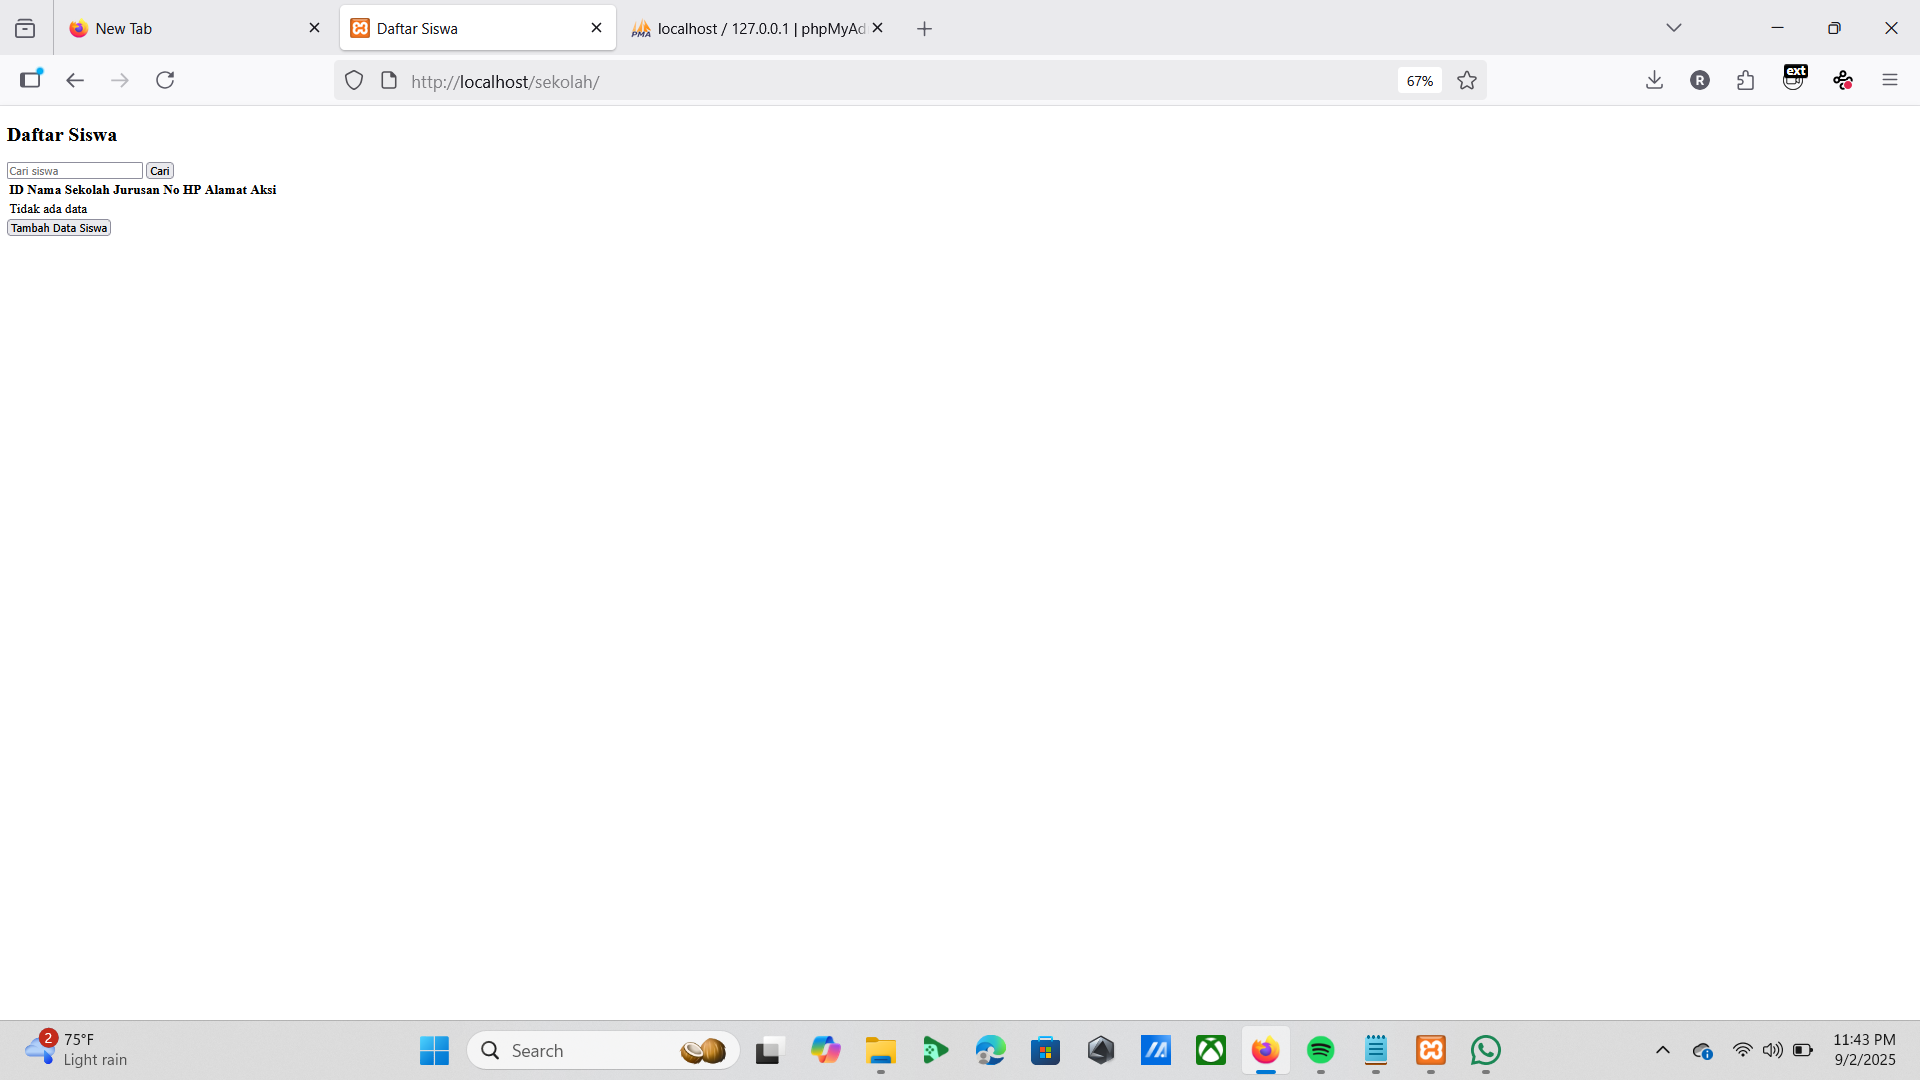 New Tab
Daftar Siswa
localhost / 127.0.0.1 | phpMyAd
http://localhost/sekolah/
67%
R
ext
Daftar Siswa
Cari siswa Cari
ID Nama Sekolah Jurusan No HP Alamat Aksi
Tidak ada data
Tambah Data Siswa
2
75°F
Light rain
Search
11:43 PM
9/2/2025